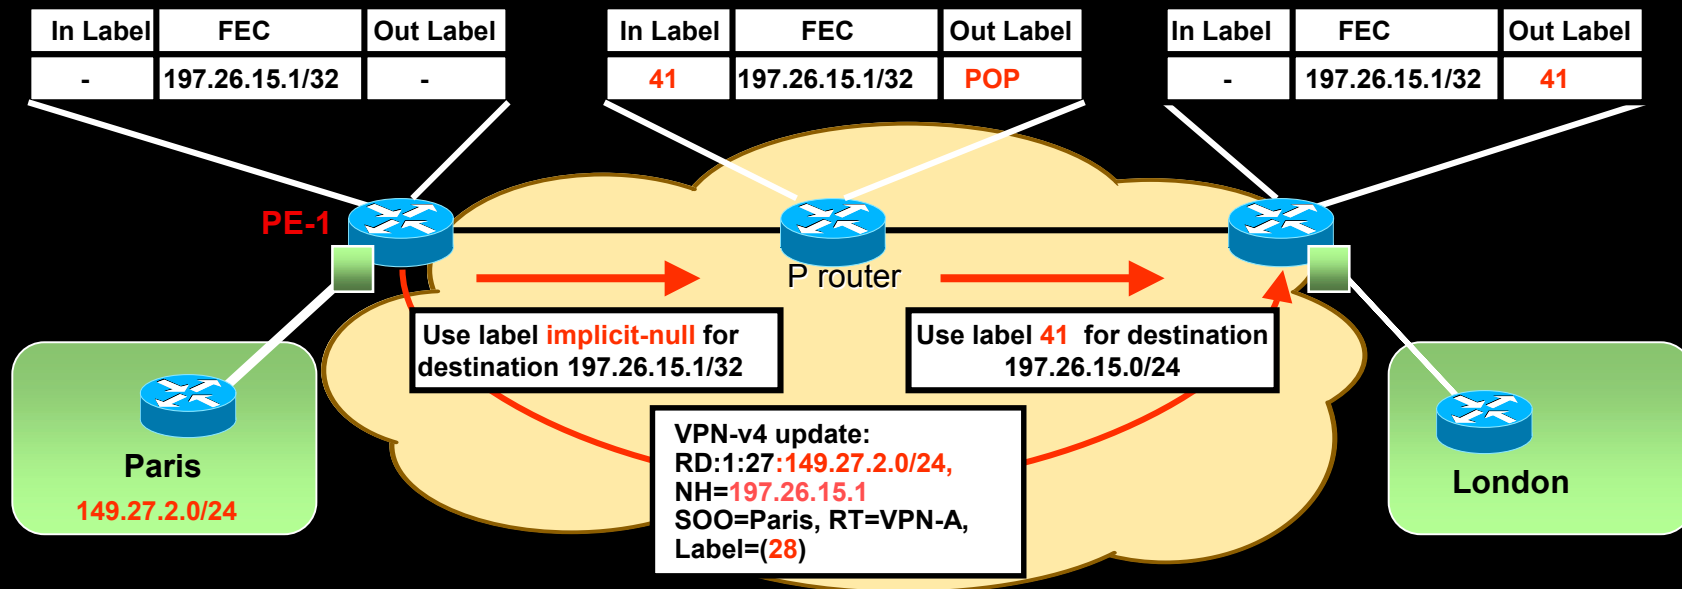 In Label FEC Out Label
- 197.26.15.1/32 -
In Label FEC Out Label
41 197.26.15.1/32 POP
In Label FEC Out Label
- 197.26.15.1/32 41
PE-1
P router
Use label implicit-null for
destination 197.26.15.1/32
Use label 41 for destination
197.26.15.0/24
VPN-v4 update:
RD:1:27:149.27.2.0/24,
NH=197.26.15.1
SOO=Paris, RT=VPN-A,
Label=(28)
Paris
149.27.2.0/24
London